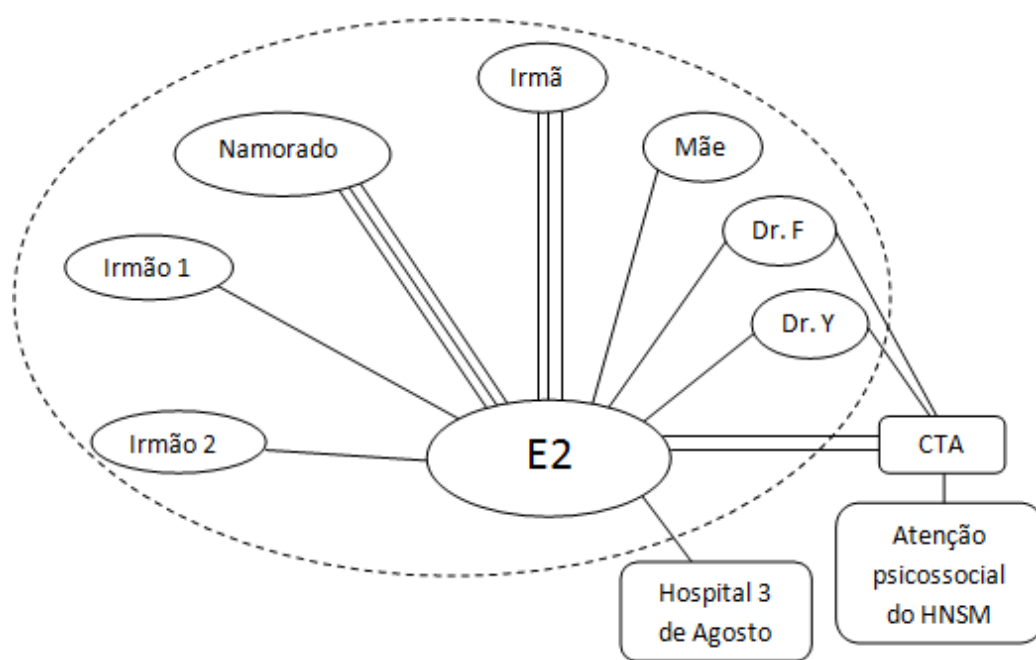 Irmã
Namorado
Mãe
Dr. F
Irmão 1
Dr. Y
Irmão 2
E2
CTA
Atenção
psicossocial
do HNSM
Hospital 3
de Agosto